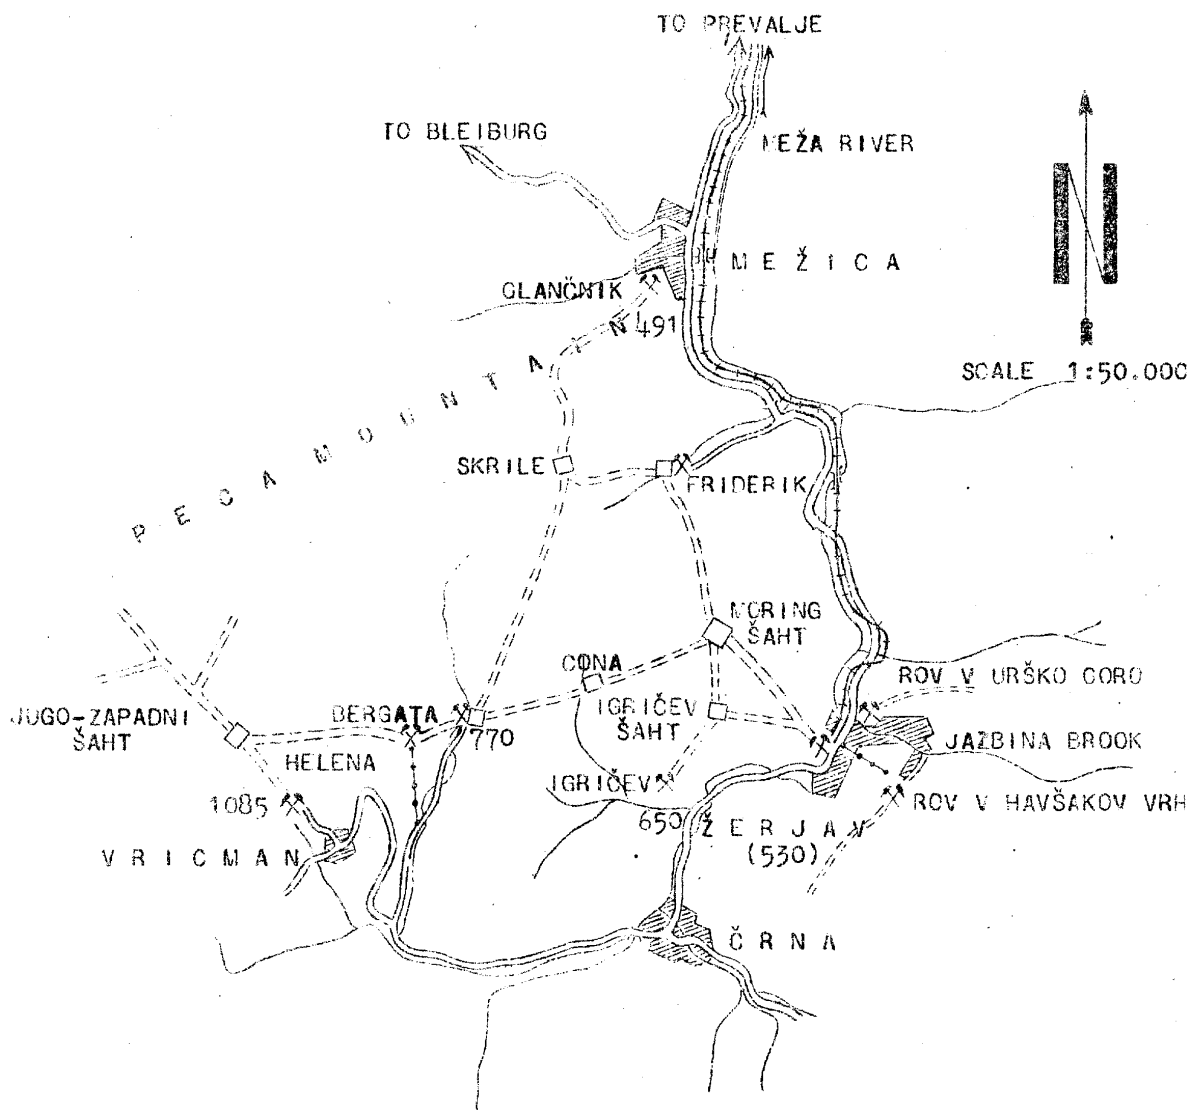 TO PREVALJE
TO BLEIBURG
MEŽA RIVER
N
MEŽICA
GLANČNIK
491
SCALE 1:50.000
PECA MOUNTAIN
SKRILE
FRIDERIK
MORING
ŠAHT
CONA
ROV V URŠKO GORO
JUGO-ZAPADNI
ŠAHT
BERGATA
770
IGRIČEV
ŠAHT
JAZBINA BROOK
HELENA
1085
IGRIČEV
650
ROV V HAVŠAKOV VRH
ŽERJAV
(530)
VRICMAN
ČRNA